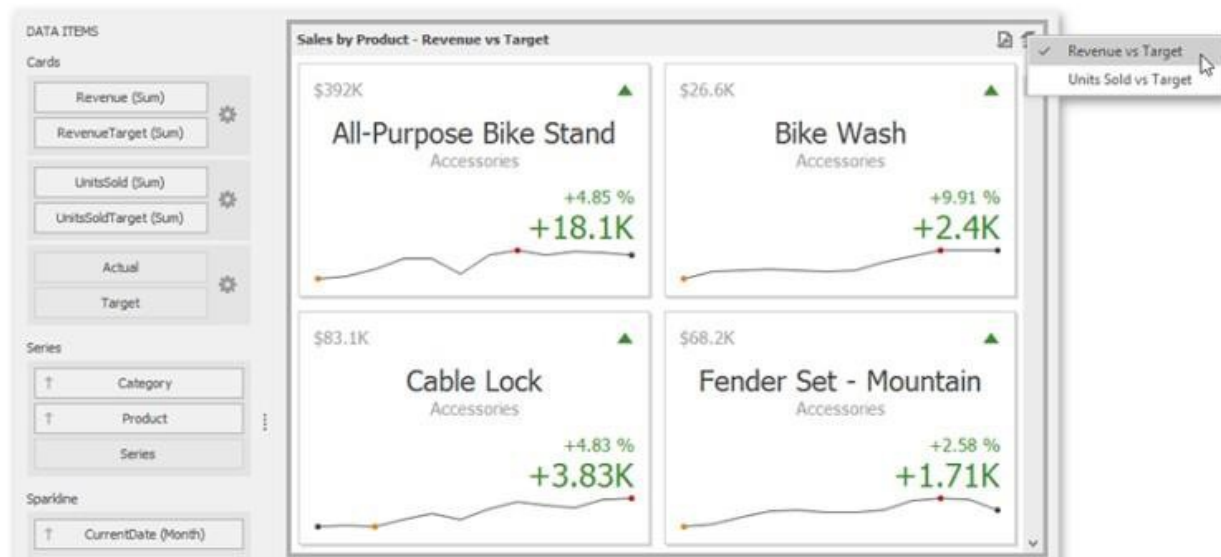 DATA ITEMS
Cards
Revenue (Sum)
RevenueTarget (Sum)
UnitsSold (Sum)
UnitsSoldTarget (Sum)
Actual
Target
Series
Category
Product
Series
Sparkline
CurrentDate (Month)
Sales by Product - Revenue vs Target
Revenue vs Target
Units Sold vs Target
$392K
All-Purpose Bike Stand
Accessories
+4.85 %
+18.1K
$26.6K
Bike Wash
Accessories
+9.91 %
+2.4K
$83.1K
Cable Lock
Accessories
+4.83 %
+3.83K
$68.2K
Fender Set - Mountain
Accessories
+2.58 %
+1.71K